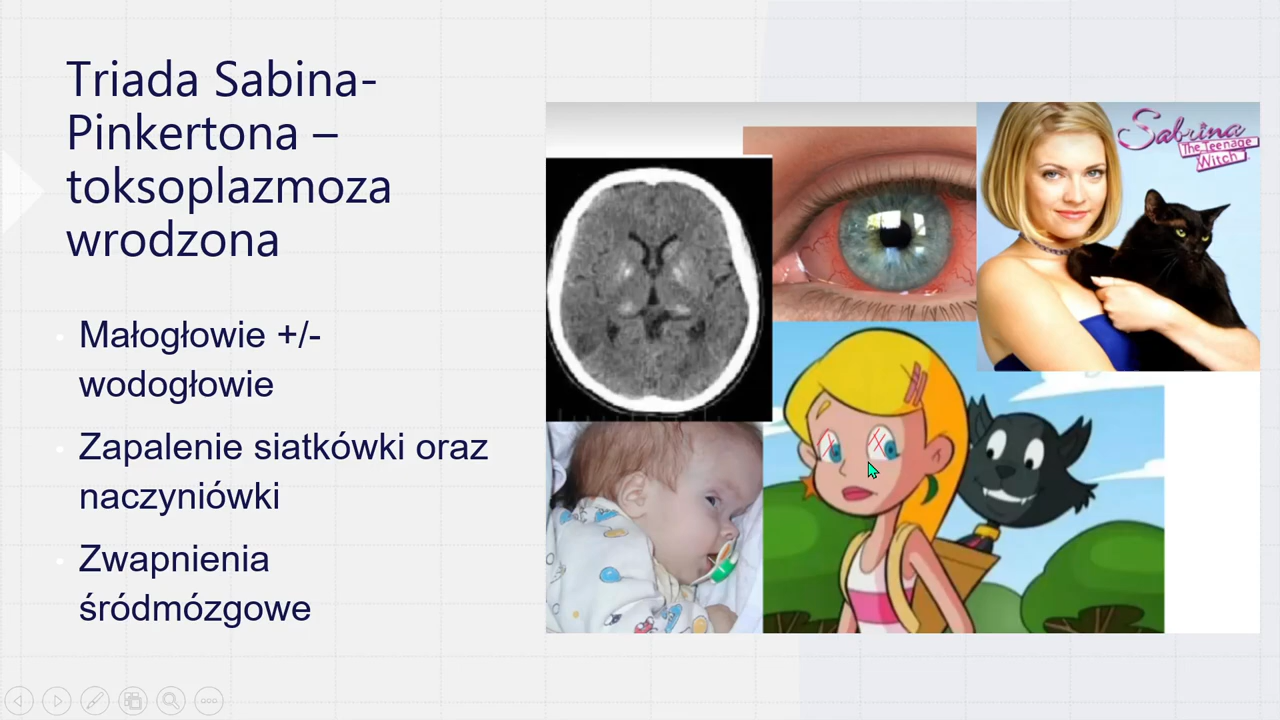 Triada Sabina-
Pinkertona –
toksoplazmoza
wrodzona
Małogłowie +/-
wodogłowie
Zapalenie siatkówki oraz
naczyniówki
Zwapnienia
śródmózgowe
Sabrina
The Teenage
Witch